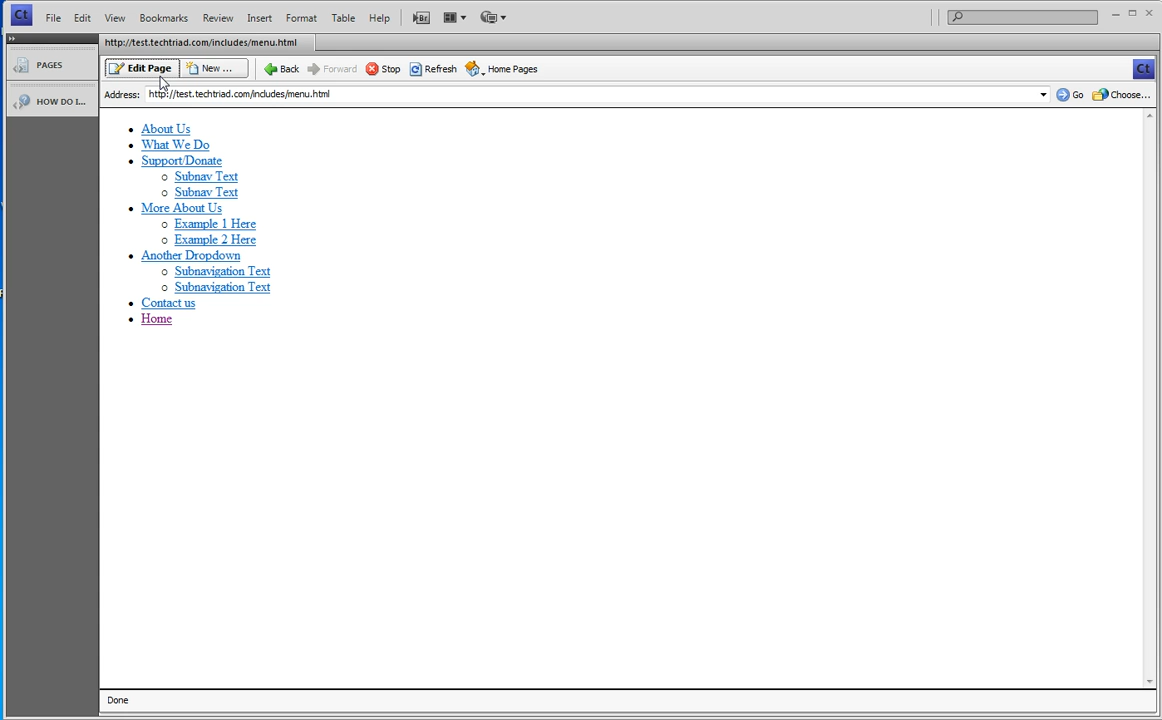 Ct File Edit View Bookmarks Review Insert Format Table Help Br
http://test.techtriad.com/includes/menu.html
PAGES
HOW DO I...
Edit Page New ... Back Forward Stop Refresh Home Pages Ct
Address: http://test.techtriad.com/includes/menu.html Go Choose...
About Us
What We Do
Support/Donate
Subnav Text
Subnav Text
More About Us
Example 1 Here
Example 2 Here
Another Dropdown
Subnavigation Text
Subnavigation Text
Contact us
Home
Done